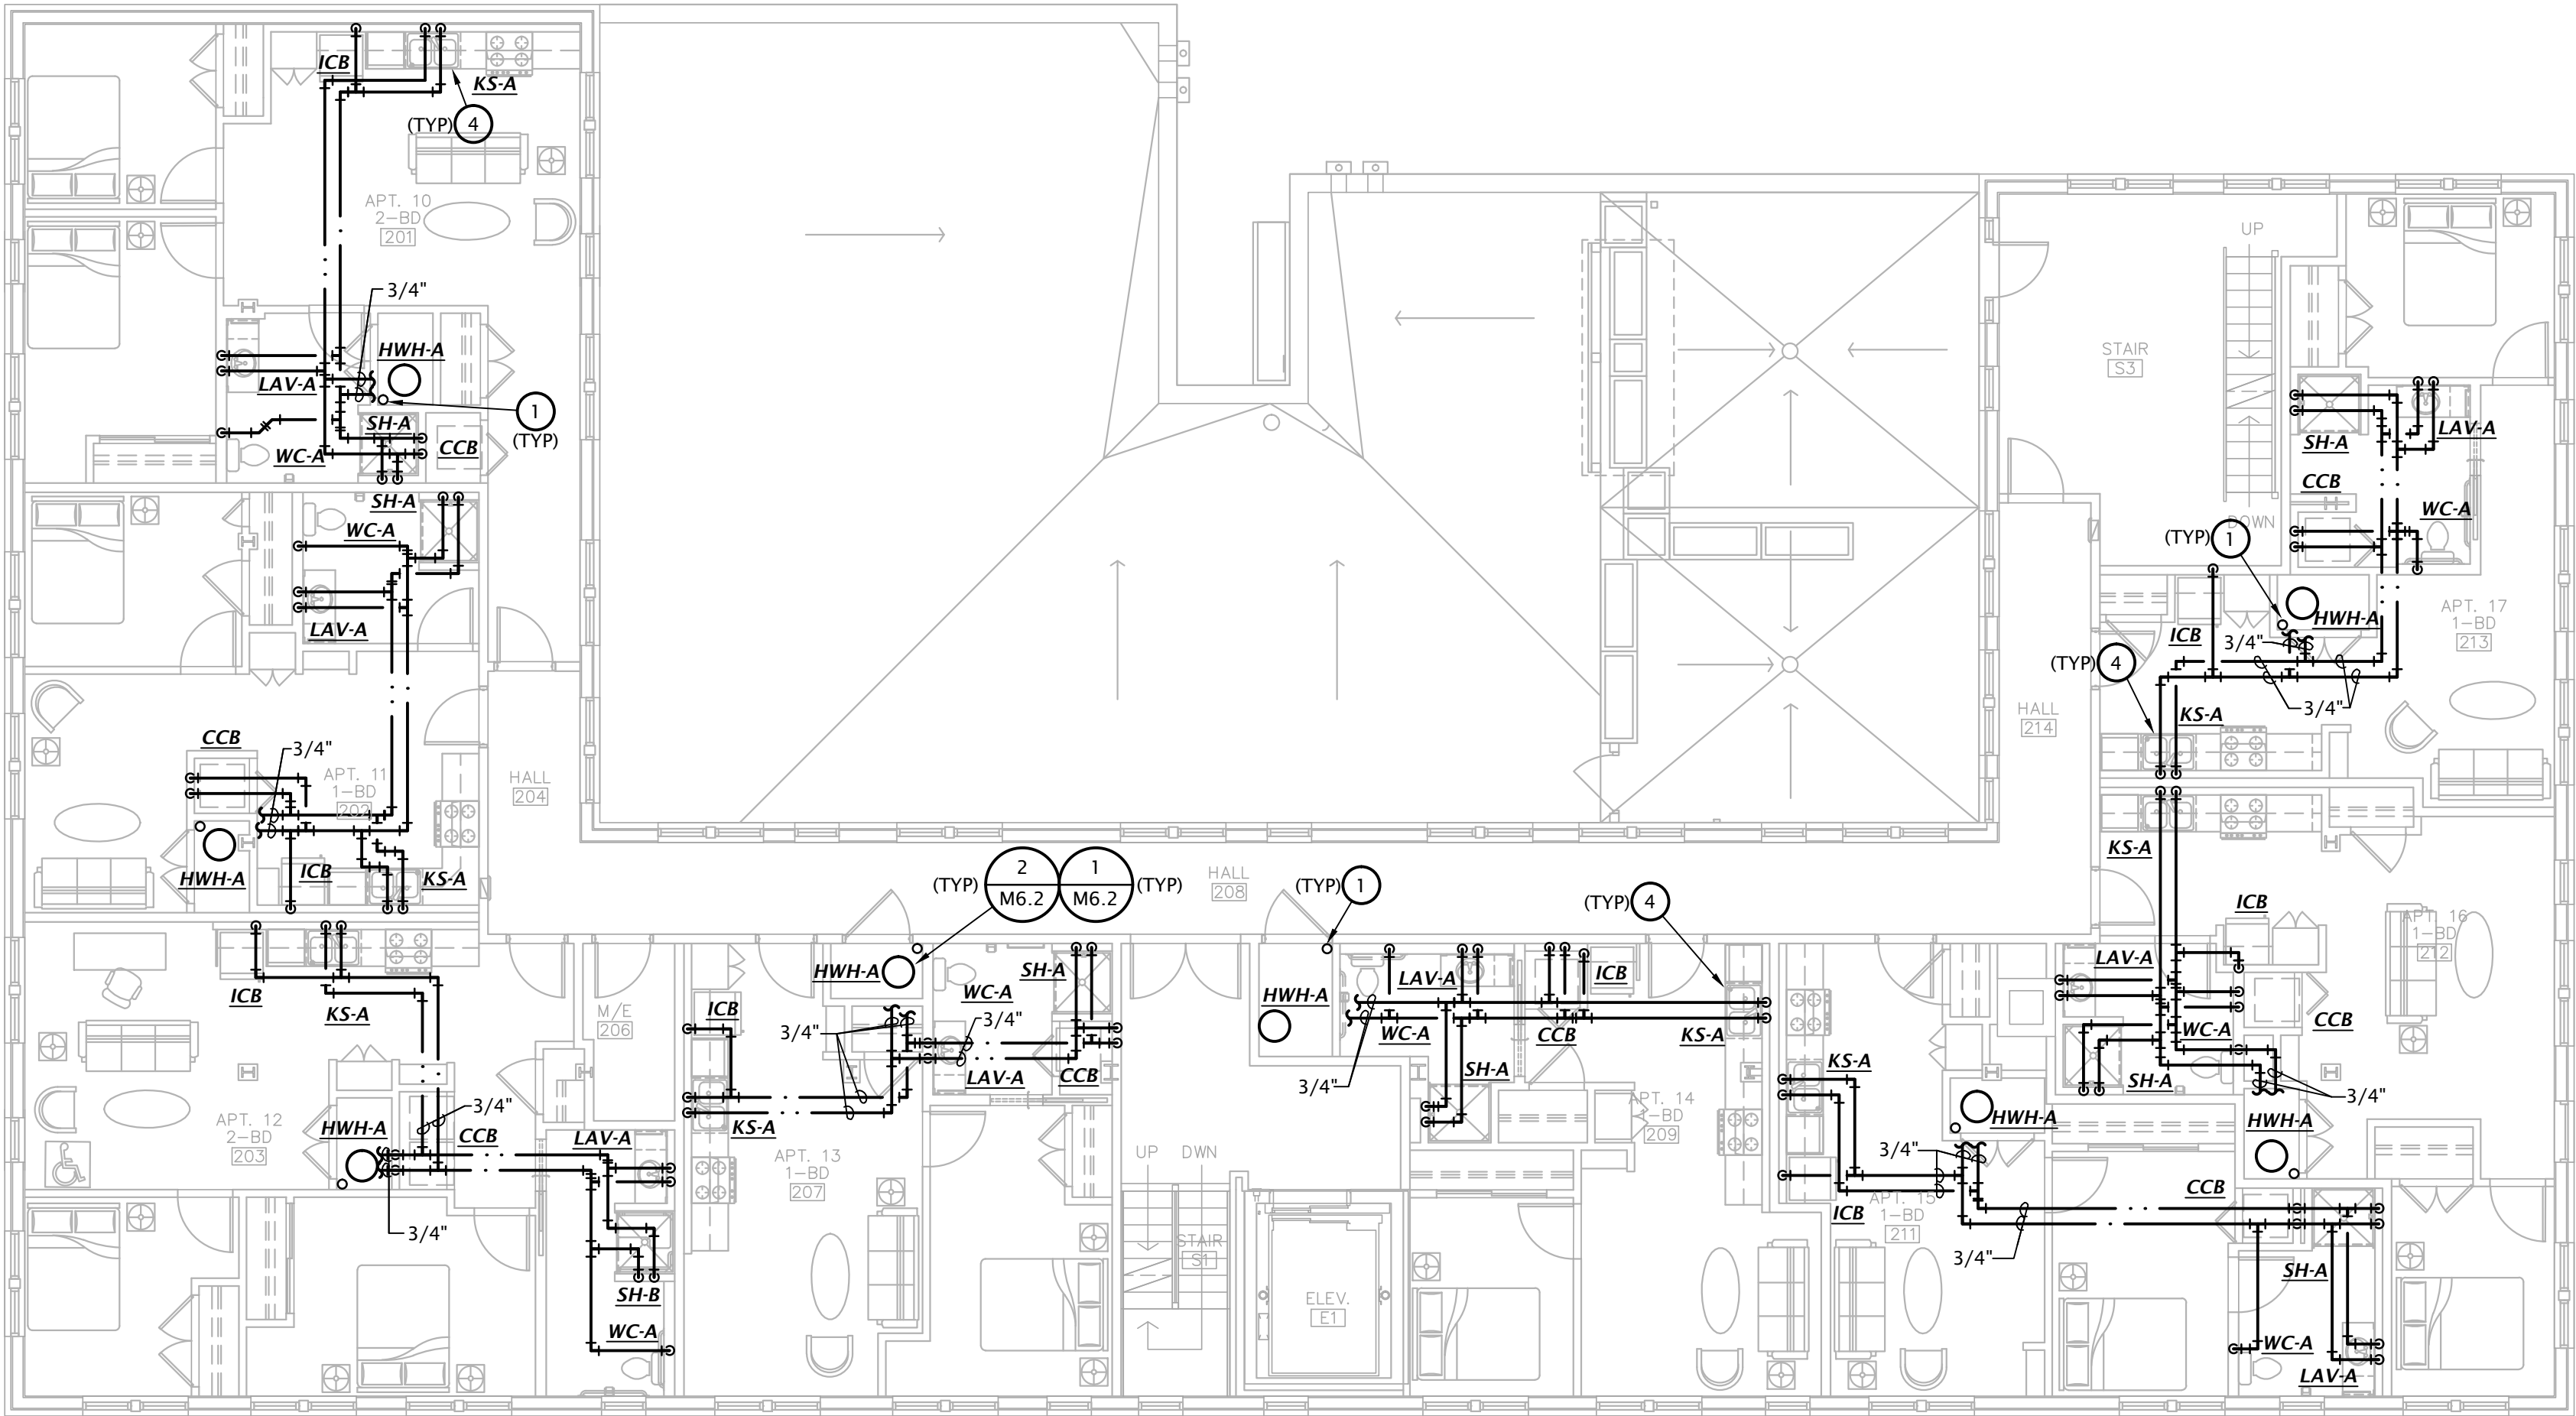 ICB
KS-A
(TYP) 4
APT. 10
2-BD
201
3/4"
HWH-A
LAV-A
1
(TYP)
SH-A
WC-A
CCB
SH-A
WC-A
LAV-A
CCB
3/4"
APT. 11
1-BD
202
HWH-A
ICB
KS-A
HALL
204
ICB
KS-A
3/4"
APT. 12
2-BD
203
HWH-A
CCB
LAV-A
3/4"
SH-B
WC-A
M/E
206
(TYP) 2 M6.2
1 M6.2 (TYP)
HALL
208
HWH-A
ICB
WC-A
SH-A
3/4"
3/4"
LAV-A
CCB
KS-A
APT. 13
1-BD
207
UP DWN
STAIR
S1
ELEV.
E1
(TYP) 1
(TYP) 4
HWH-A
LAV-A
ICB
WC-A
CCB
KS-A
3/4"
SH-A
APT. 14
1-BD
209
KS-A
HWH-A
3/4"
ICB
APT. 15
1-BD
211
3/4"
CCB
SH-A
WC-A
LAV-A
STAIR
S3
UP
DOWN
SH-A
LAV-A
CCB
WC-A
(TYP) 1
HWH-A
ICB
3/4"
APT. 17
1-BD
213
(TYP) 4
3/4"
KS-A
HALL
214
KS-A
ICB
APT. 16
1-BD
212
LAV-A
CCB
WC-A
SH-A
3/4"
HWH-A